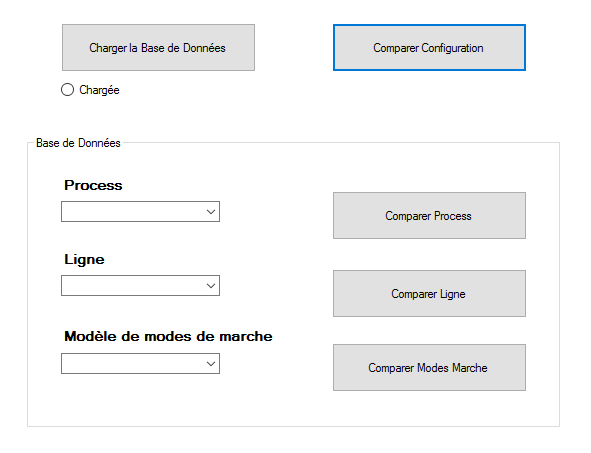 Charger la Base de Données
Comparer Configuration
Chargée
Base de Données
Process
Comparer Process
Ligne
Comparer Ligne
Modèle de modes de marche
Comparer Modes Marche